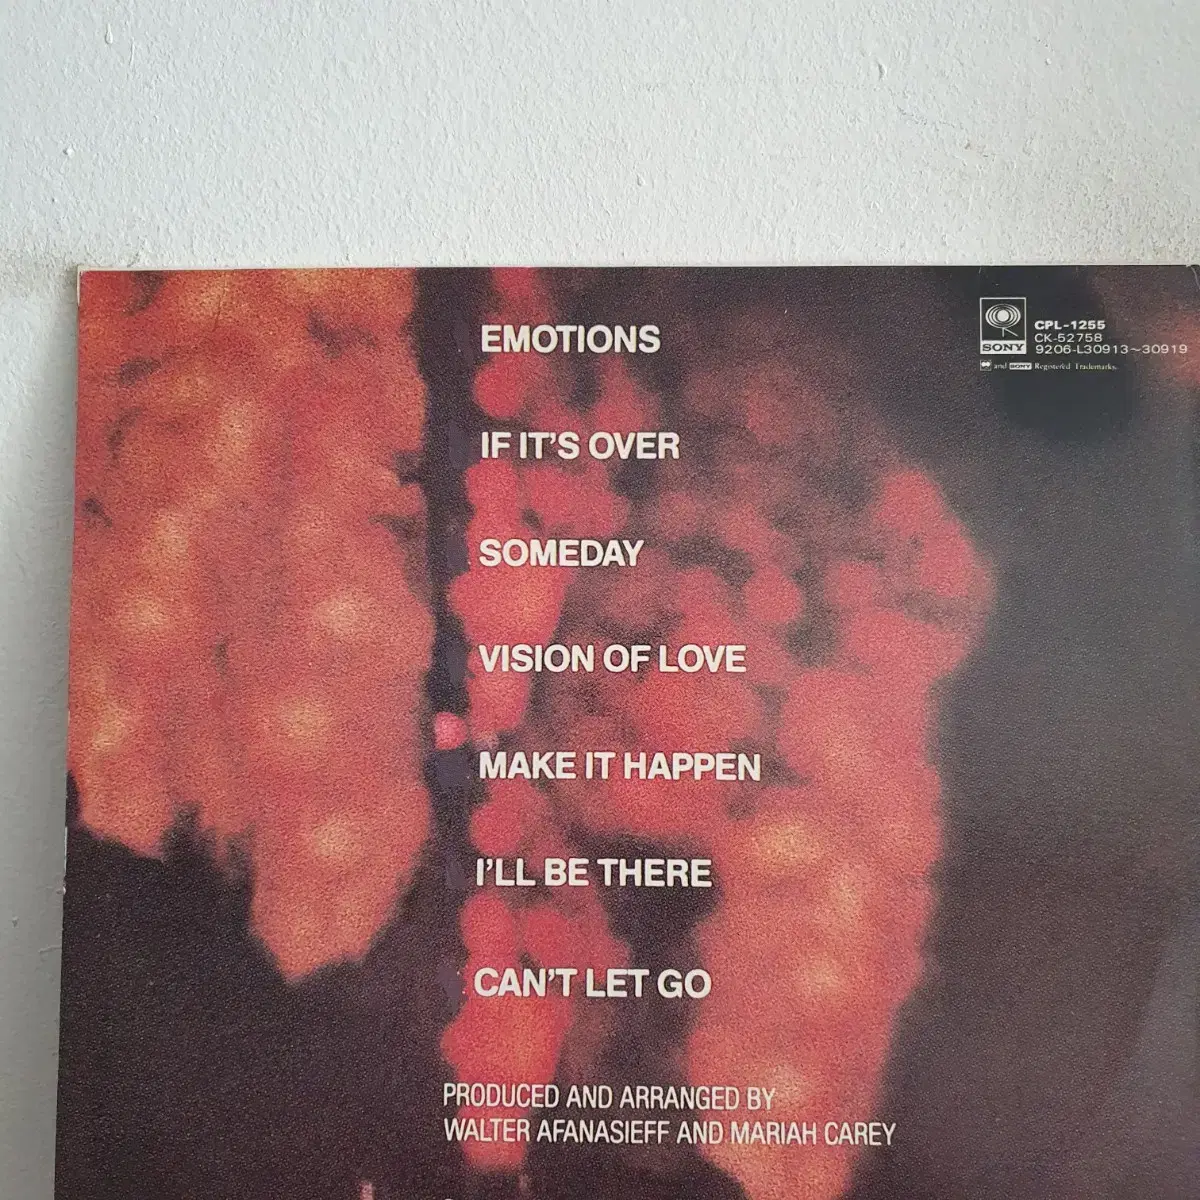 EMOTIONS
IF IT'S OVER
SOMEDAY
VISION OF LOVE
MAKE IT HAPPEN
I'LL BE THERE
CAN'T LET GO
PRODUCED AND ARRANGED BY
WALTER AFANASIEFF AND MARIAH CAREY
SONY
CPL-1255
CK-52758
9206-L30913~30919
and SONY Registered Trademarks.